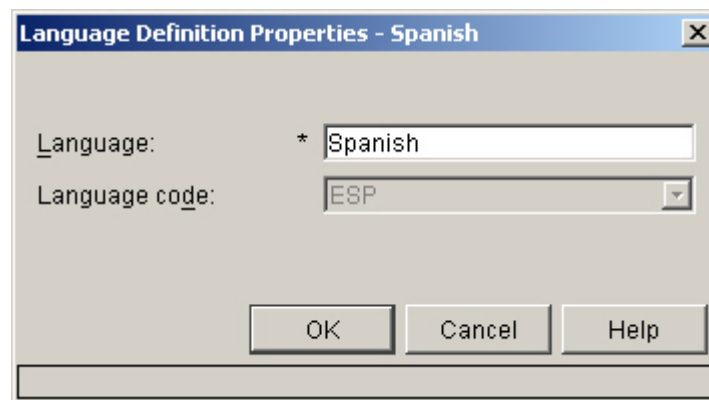 Language Definition Properties - Spanish
Language: * Spanish
Language code: ESP
OK Cancel Help